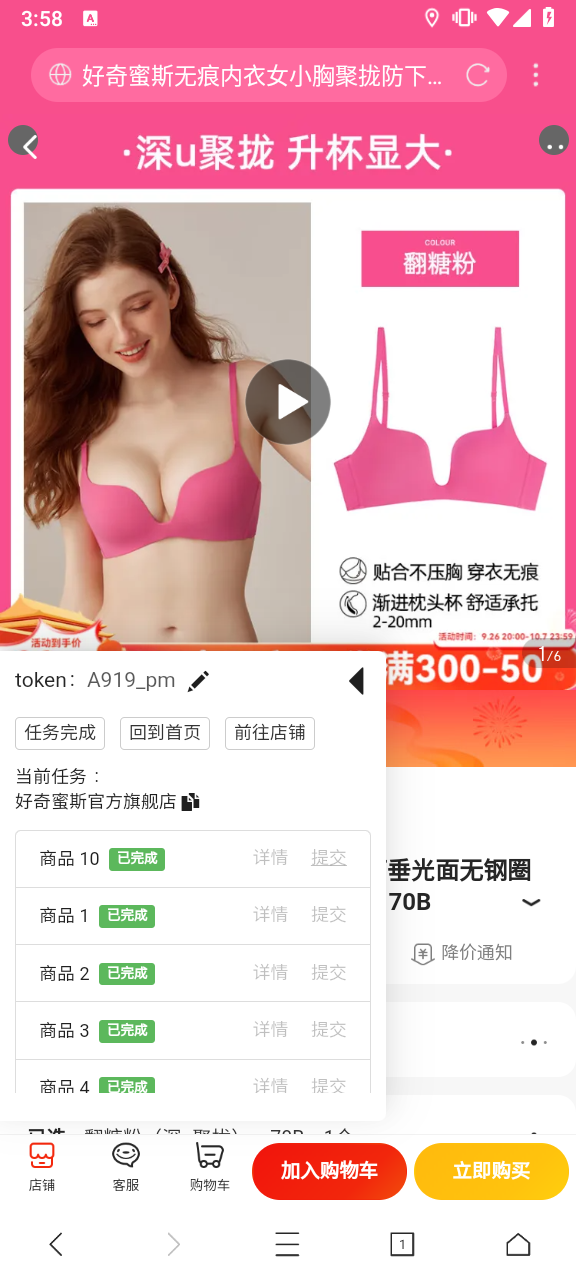 3:58
A
好奇蜜斯无痕内衣女小胸聚拢防下...
·深u聚拢 升杯显大·
COLOUR
翻糖粉
贴合不压胸 穿衣无痕
渐进枕头杯 舒适承托
2-20mm
活动到手价
活动时间：9.26 20:00-10.7 23:59
满300-50
1/6
token： A919_pm
任务完成
回到首页
前往店铺
当前任务：
好奇蜜斯官方旗舰店
商品 10 已完成 详情 提交
商品 1 已完成 详情 提交
商品 2 已完成 详情 提交
商品 3 已完成 详情 提交
商品 4 已完成 详情 提交
垂光面无钢圈
70B
降价通知
店铺
客服
购物车
加入购物车
立即购买
1